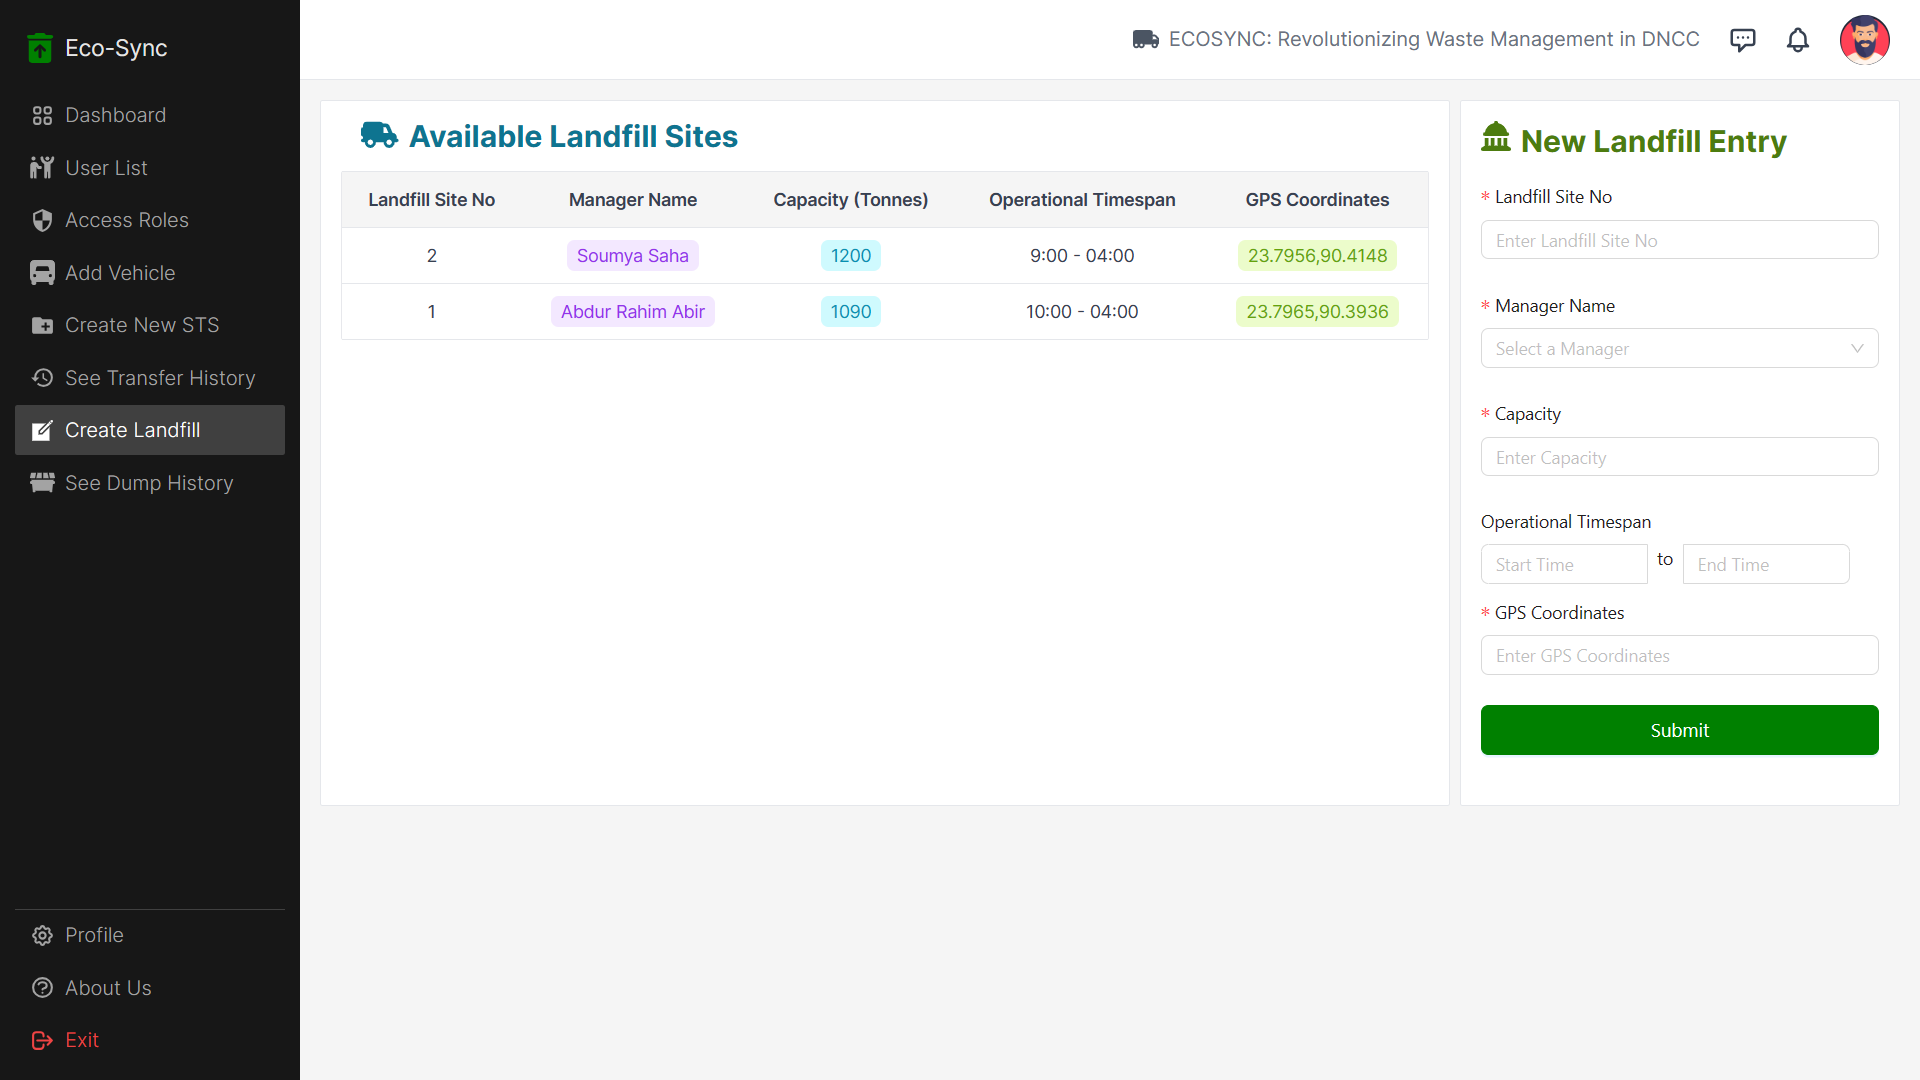 Eco-Sync
Dashboard
User List
Access Roles
Add Vehicle
Create New STS
See Transfer History
Create Landfill
See Dump History
Profile
About Us
Exit
ECOSYNC: Revolutionizing Waste Management in DNCC
Available Landfill Sites
Landfill Site No Manager Name Capacity (Tonnes) Operational Timespan GPS Coordinates
2 Soumya Saha 1200 9:00 - 04:00 23.7956,90.4148
1 Abdur Rahim Abir 1090 10:00 - 04:00 23.7965,90.3936
New Landfill Entry
* Landfill Site No
Enter Landfill Site No
* Manager Name
Select a Manager
* Capacity
Enter Capacity
Operational Timespan
Start Time to End Time
* GPS Coordinates
Enter GPS Coordinates
Submit